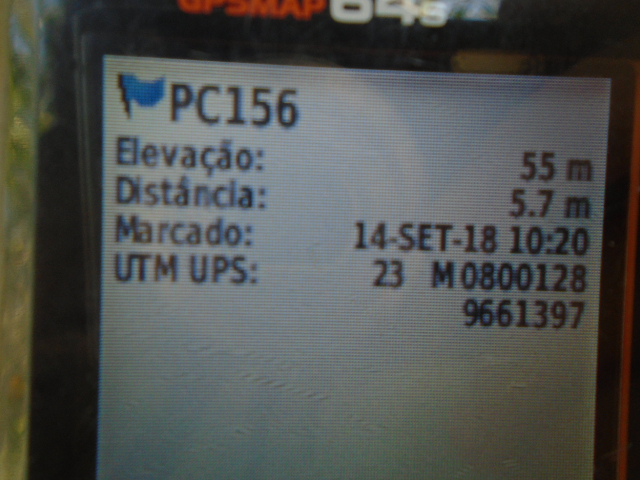 GPSMAP 64s
PC156
Elevação: 55 m
Distância: 5.7 m
Marcado: 14-SET-18 10:20
UTM UPS: 23 M 0800128
9661397